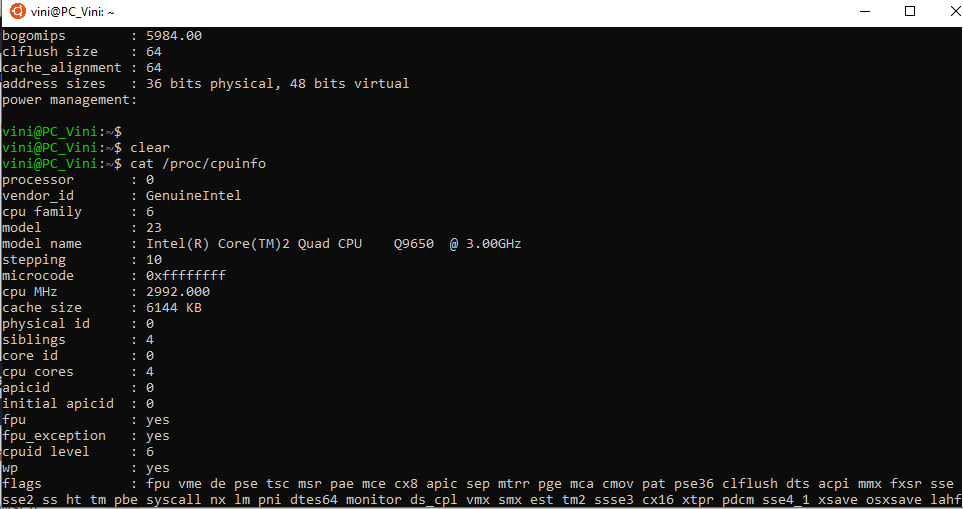 vini@PC_Vini: ~
bogomips : 5984.00
clflush size : 64
cache_alignment : 64
address sizes : 36 bits physical, 48 bits virtual
power management:
vini@PC_Vini:~$
vini@PC_Vini:~$ clear
vini@PC_Vini:~$ cat /proc/cpuinfo
processor : 0
vendor_id : GenuineIntel
cpu family : 6
model : 23
model name : Intel(R) Core(TM)2 Quad CPU    Q9650  @ 3.00GHz
stepping : 10
microcode : 0xffffffff
cpu MHz : 2992.000
cache size : 6144 KB
physical id : 0
siblings : 4
core id : 0
cpu cores : 4
apicid : 0
initial apicid : 0
fpu : yes
fpu_exception : yes
cpuid level : 6
wp : yes
flags : fpu vme de pse tsc msr pae mce cx8 apic sep mtrr pge mca cmov pat pse36 clflush dts acpi mmx fxsr sse
sse2 ss ht tm pbe syscall nx lm pni dtes64 monitor ds_cpl vmx smx est tm2 ssse3 cx16 xtpr pdcm sse4_1 xsave osxsave lahf